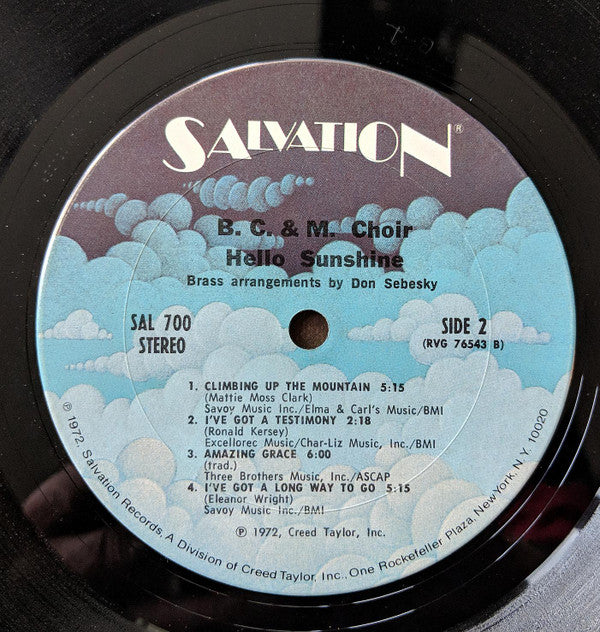 SALVATION®
B. C. & M. Choir
Hello Sunshine
Brass arrangements by Don Sebesky
SAL 700
STEREO
SIDE 2
(RVG 76543 B)
1. CLIMBING UP THE MOUNTAIN 5:15
(Mattie Moss Clark)
Savoy Music Inc./Elma & Carl's Music/BMI
2. I'VE GOT A TESTIMONY 2:18
(Ronald Kersey)
Excellorec Music/Char-Liz Music, Inc./BMI
3. AMAZING GRACE 6:00
(trad.)
Three Brothers Music, Inc./ASCAP
4. I'VE GOT A LONG WAY TO GO 5:15
(Eleanor Wright)
Savoy Music Inc./BMI
℗ 1972, Creed Taylor, Inc.
℗ 1972, Salvation Records, A Division of Creed Taylor, Inc., One Rockefeller Plaza, New York, N.Y. 10020